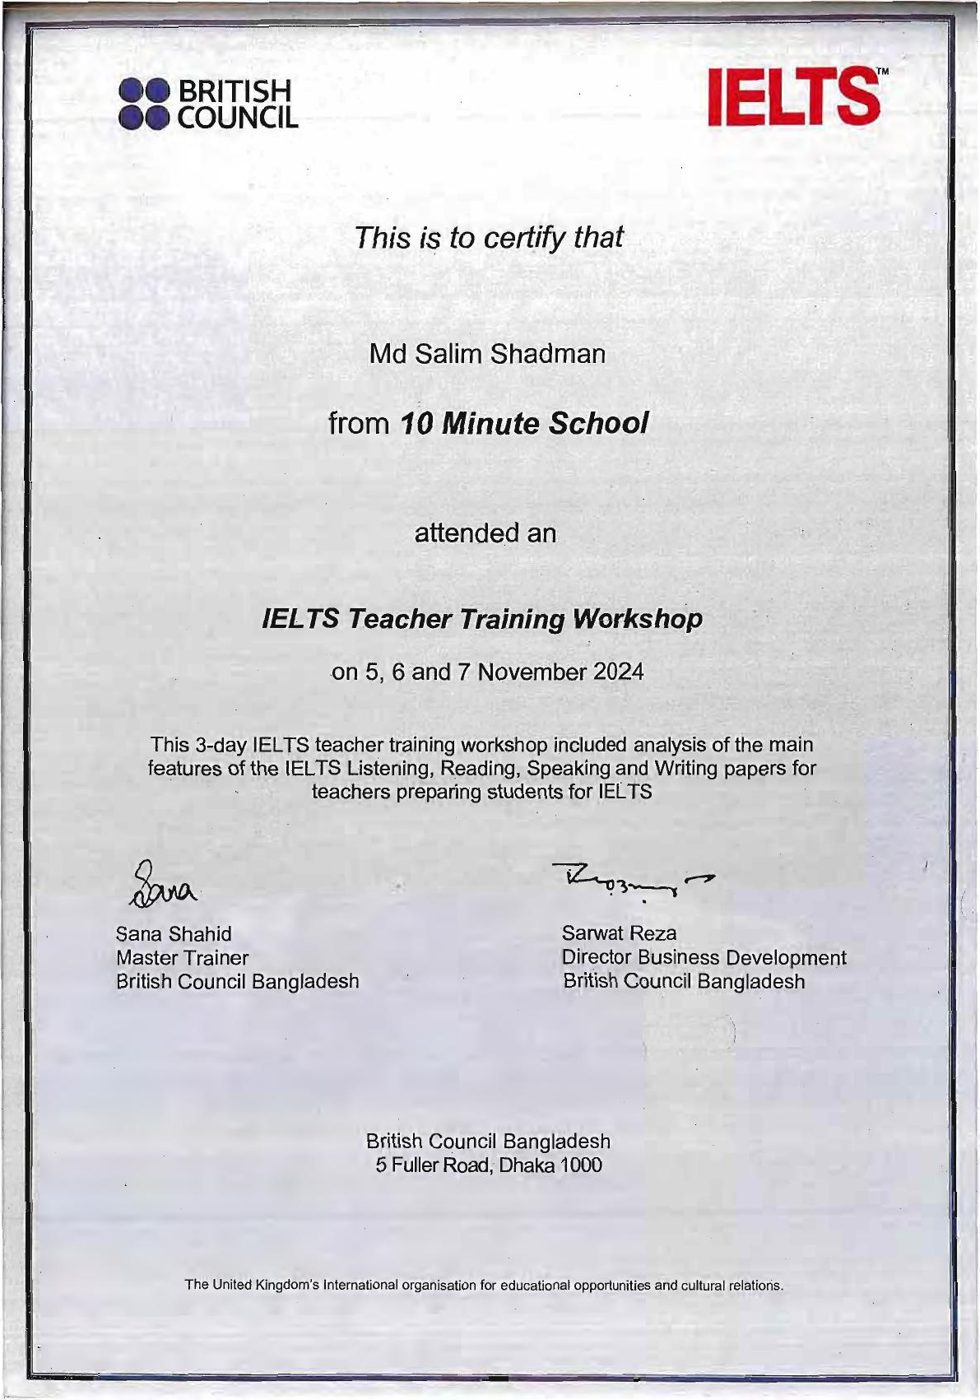 BRITISH
COUNCIL
IELTS™
This is to certify that
Md Salim Shadman
from 10 Minute School
attended an
IELTS Teacher Training Workshop
on 5, 6 and 7 November 2024
This 3-day IELTS teacher training workshop included analysis of the main
features of the IELTS Listening, Reading, Speaking and Writing papers for
teachers preparing students for IELTS
Sana
Sana Shahid
Master Trainer
British Council Bangladesh
Sarwat Reza
Director Business Development
British Council Bangladesh
British Council Bangladesh
5 Fuller Road, Dhaka 1000
The United Kingdom's International organisation for educational opportunities and cultural relations.